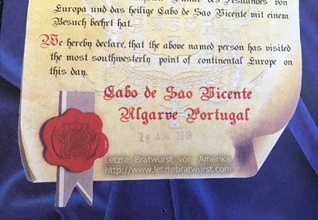 Europa und das heilige Cabo de Sao Vicente mit einem
Besuch beehrt hat.
We hereby declare, that the above named person has visited
the most southwesterly point of continental Europe on
this day.
Cabo de Sao Vicente
Algarve Portugal
Letzte Bratwurst vor Amerika
http://www.letztebratwurst.com